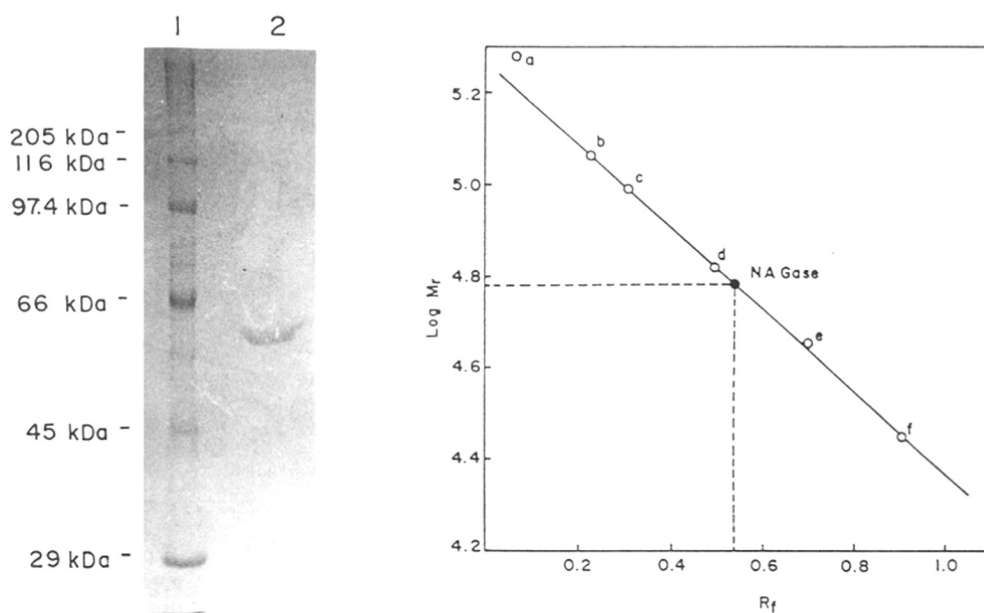 1 2
205 kDa -
116 kDa -
97.4 kDa -
66 kDa -
45 kDa -
29 kDa -
a
b
c
d
NAGase
e
f
5.2
5.0
4.8
4.6
4.4
4.2
Log Mr
0.2 0.4 0.6 0.8 1.0
Rf